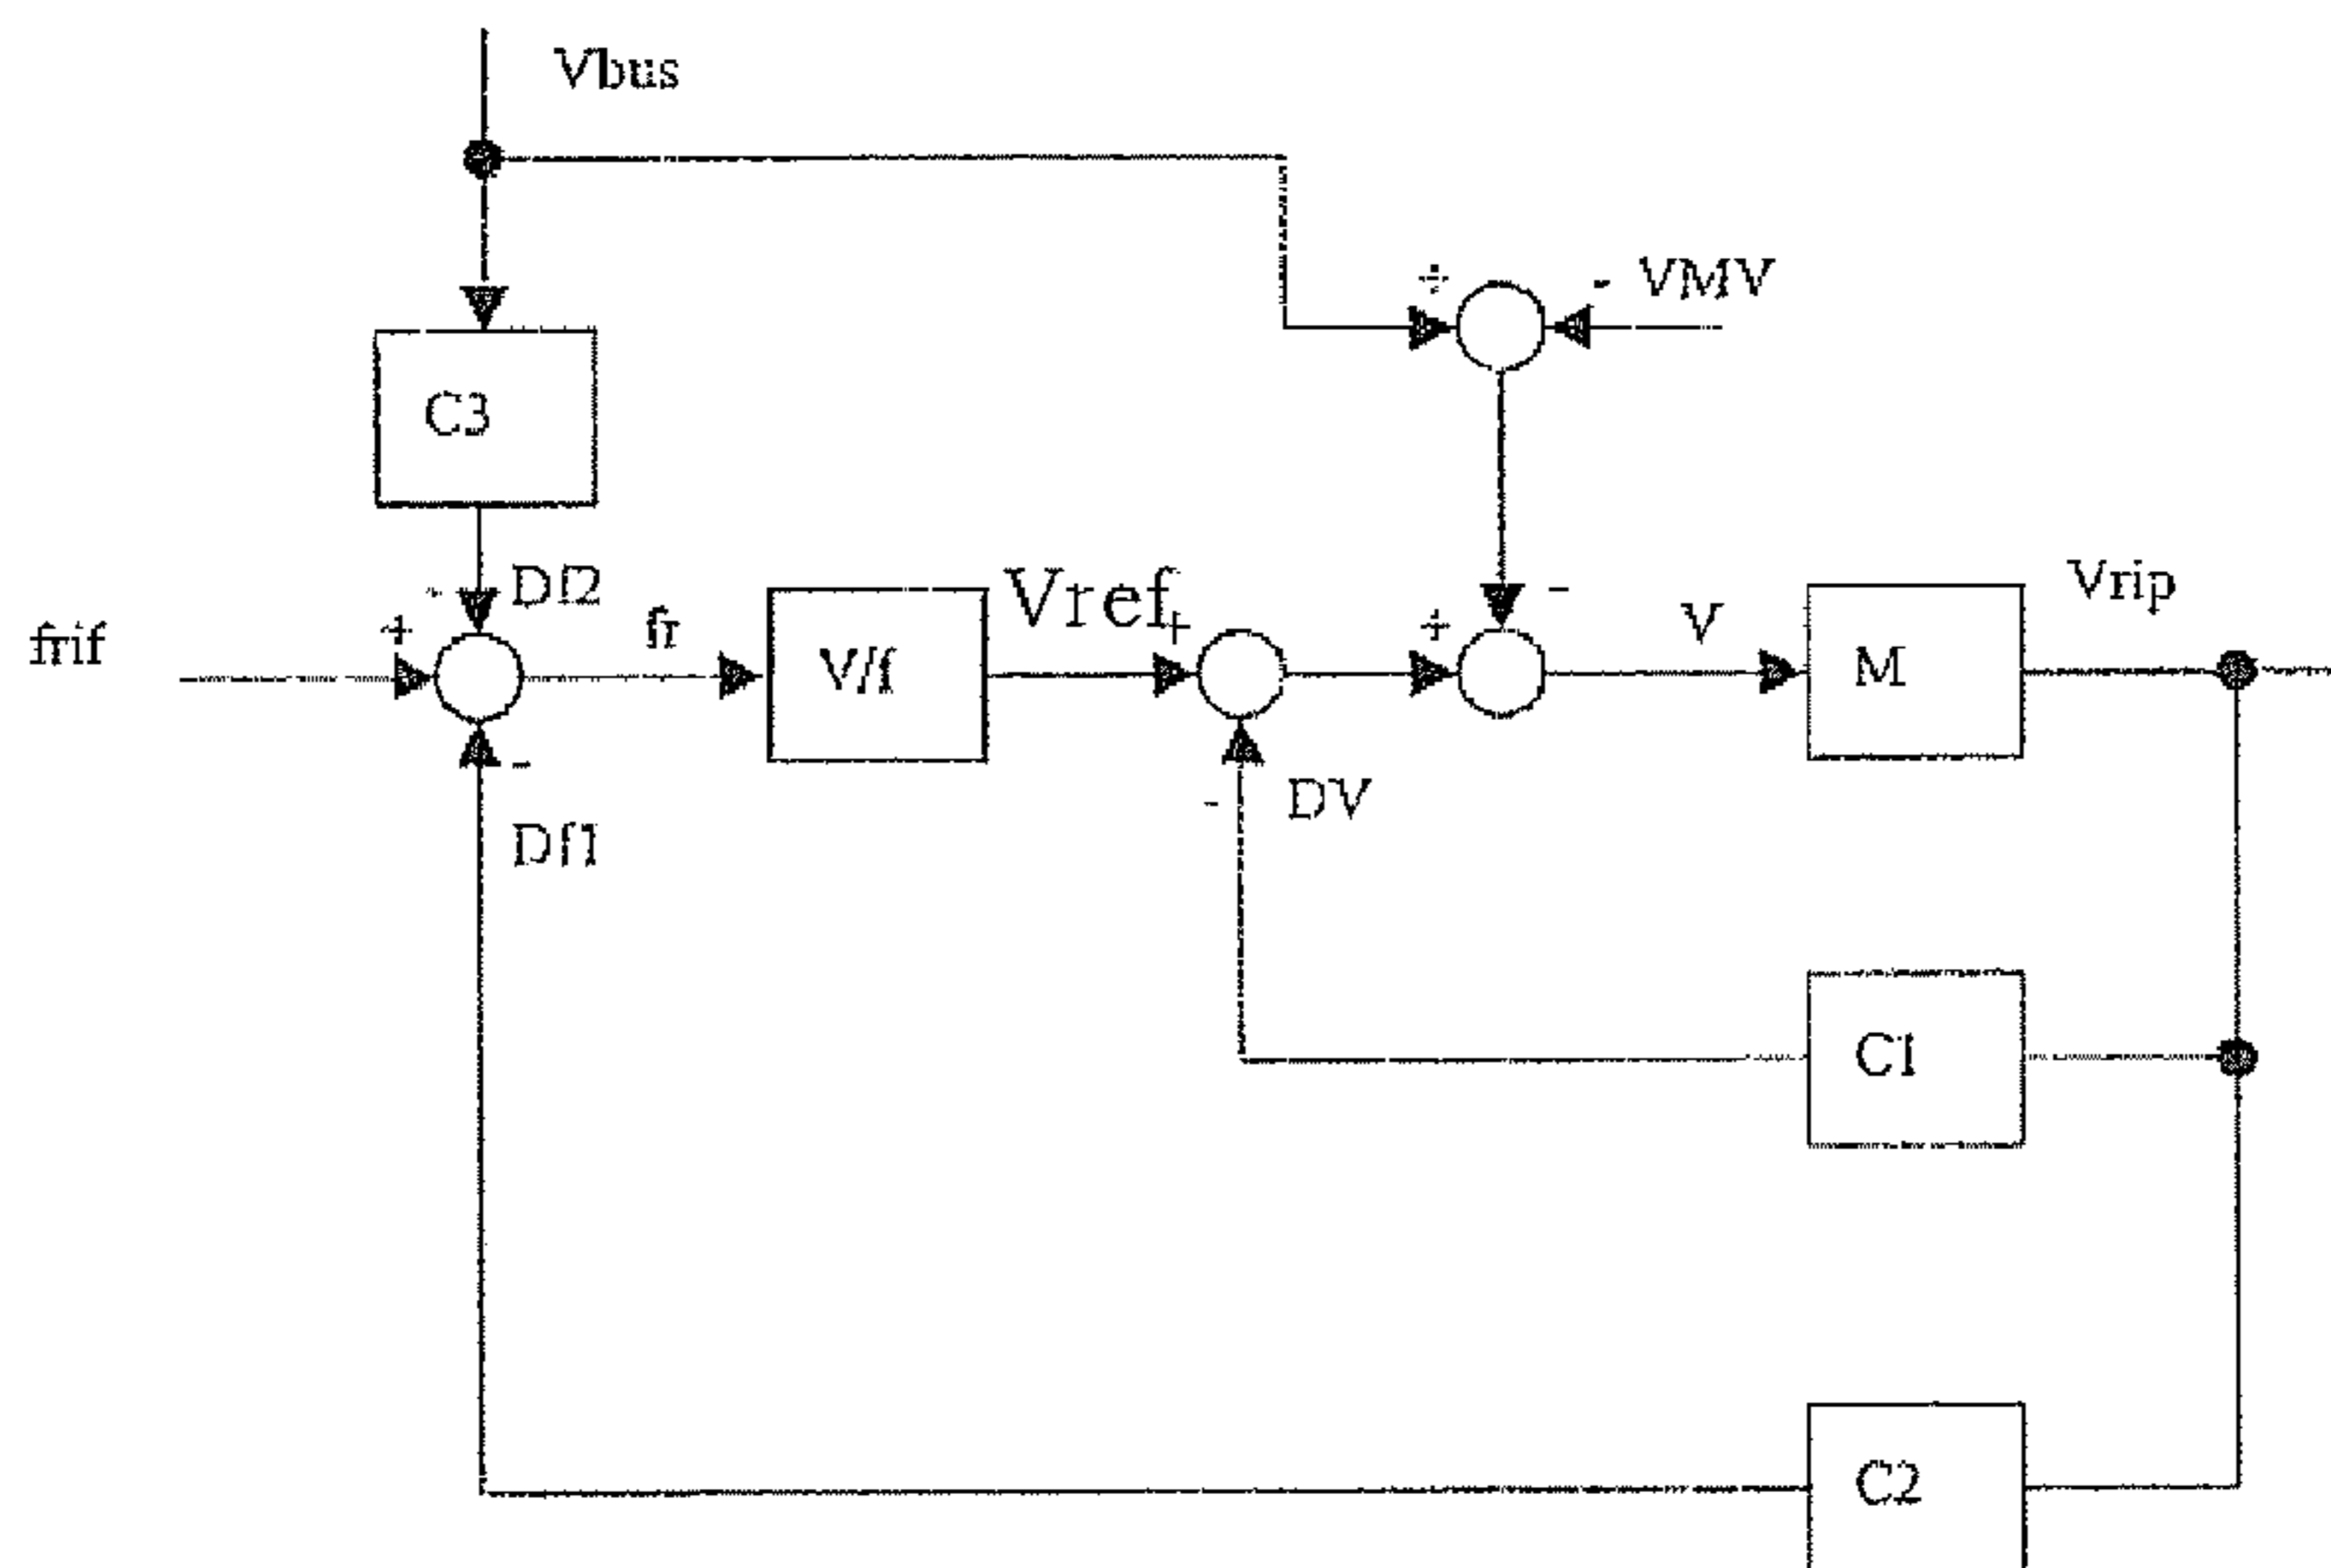 Vbus
+
- VMV
C3
-
Df2
+
frif
fr
V/f
Vref
+
+
-
V
M
Vrip
-
Df1
-
DV
C1
C2